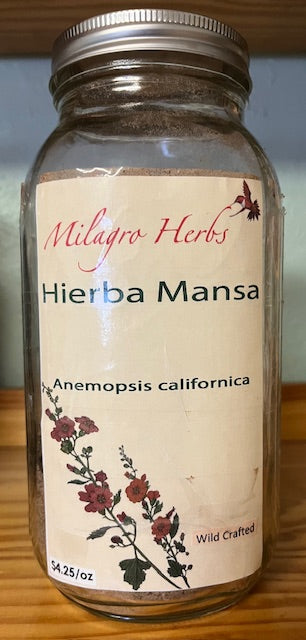 Milagro Herbs
Hierba Mansa
Anemopsis californica
Wild Crafted
$4.25/oz